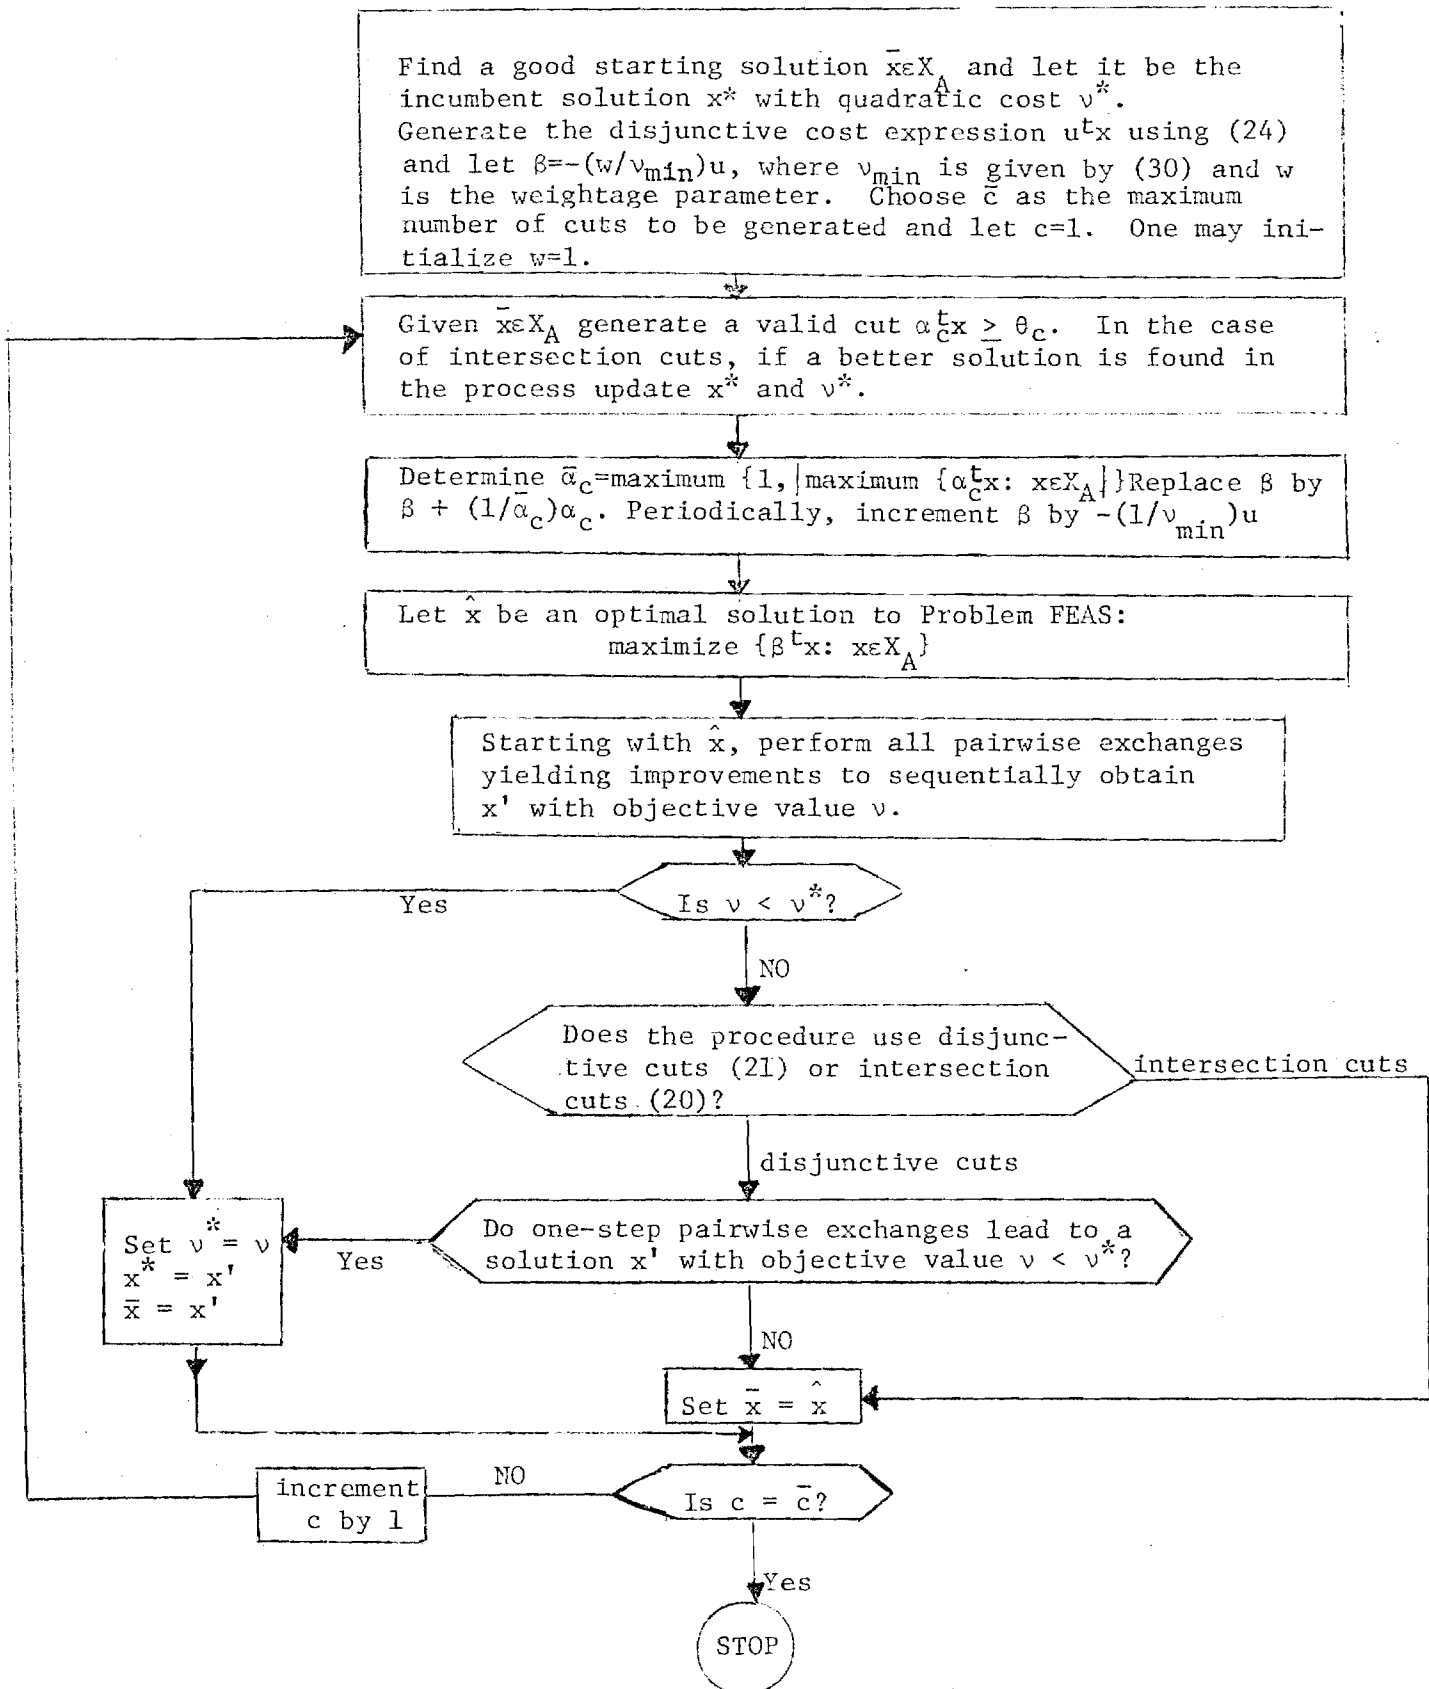 Find a good starting solution x̄εX_A and let it be the
incumbent solution x* with quadratic cost ν*.
Generate the disjunctive cost expression uᵗx using (24)
and let β=-(w/ν_min)u, where ν_min is given by (30) and w
is the weightage parameter. Choose c̄ as the maximum
number of cuts to be generated and let c=1. One may ini-
tialize w=1.
Given x̄εX_A generate a valid cut α_cᵗx ≥ θ_c. In the case
of intersection cuts, if a better solution is found in
the process update x* and ν*.
Determine ᾱ_c=maximum {1,|maximum {α_cᵗx: xεX_A|}Replace β by
β + (1/ᾱ_c)α_c. Periodically, increment β by -(1/ν_min)u
Let x̂ be an optimal solution to Problem FEAS:
maximize {βᵗx: xεX_A}
Starting with x̂, perform all pairwise exchanges
yielding improvements to sequentially obtain
x' with objective value ν.
Is ν < ν*?
Yes
NO
Does the procedure use disjunc-
tive cuts (21) or intersection
cuts (20)?
intersection cuts
disjunctive cuts
Do one-step pairwise exchanges lead to a
solution x' with objective value ν < ν*?
Yes
Set ν* = ν
x* = x'
x̄ = x'
NO
Set x̄ = x̂
Is c = c̄?
NO
increment
c by 1
Yes
STOP